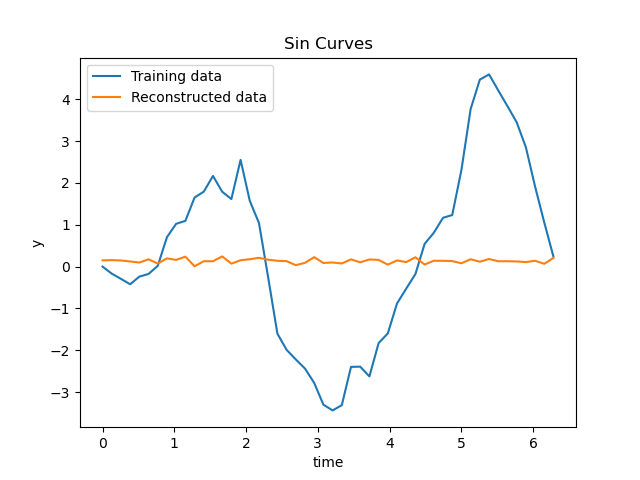 Sin Curves
Training data
Reconstructed data
y
4
3
2
1
0
−1
−2
−3
0 1 2 3 4 5 6
time